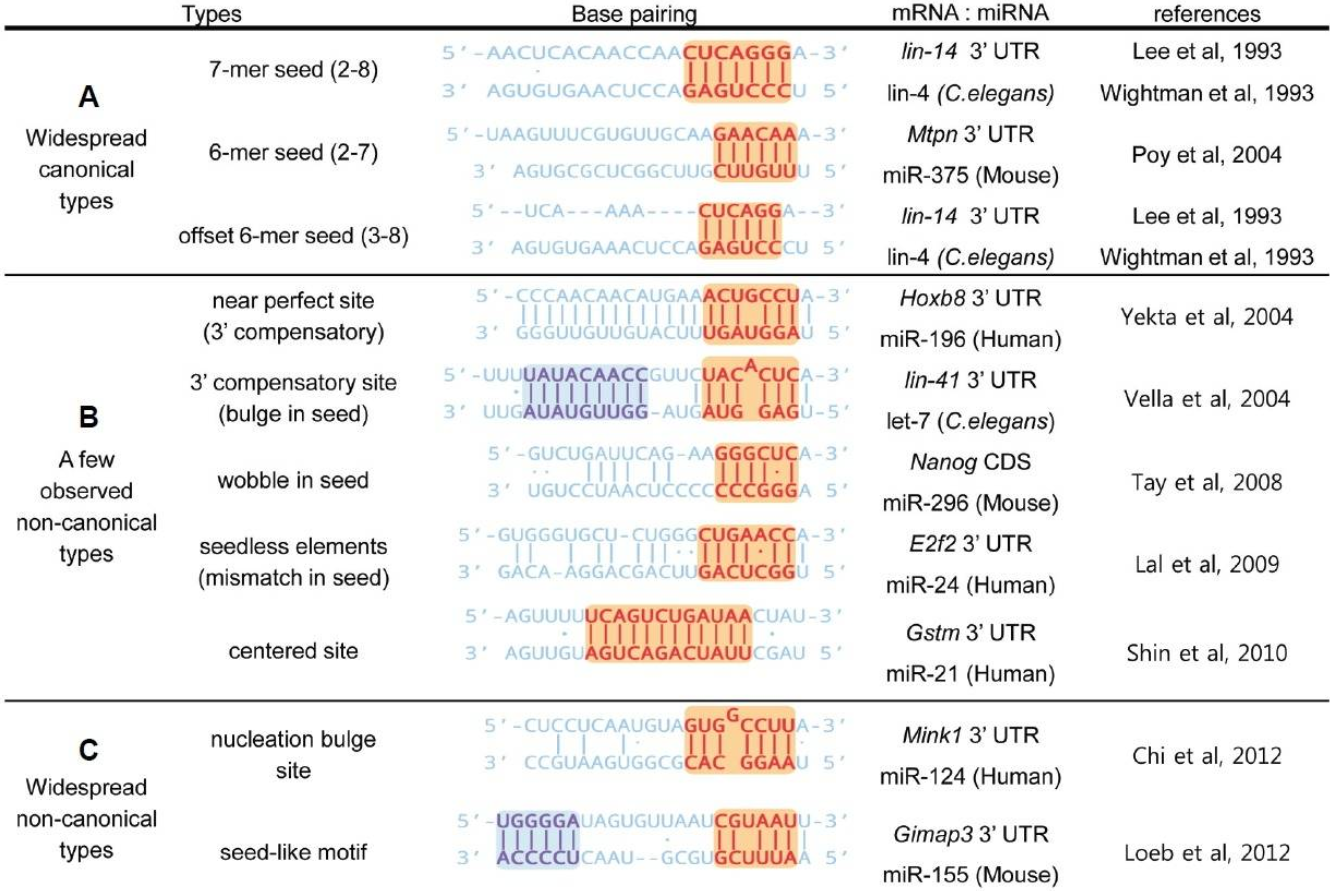 Types Base pairing mRNA : miRNA references
A
Widespread
canonical
types
7-mer seed (2-8)
5′-AACUCACAACCAACUCAGGGA-3′
3′ AGUGUGAACUCCAGAGUCCCU 5′
lin-14 3’ UTR
lin-4 (C.elegans)
Lee et al, 1993
Wightman et al, 1993
6-mer seed (2-7)
5′-UAAGUUUCGUGUUGCAAGAACAAA-3′
3′ AGUGCGCUCGGCUUGCUUGUUU 5′
Mtpn 3’ UTR
miR-375 (Mouse)
Poy et al, 2004
offset 6-mer seed (3-8)
5′--UCA---AAA----CUCAGGA--3′
3′ AGUGUGAAACUCCAGAGUCCCU 5′
lin-14 3’ UTR
lin-4 (C.elegans)
Lee et al, 1993
Wightman et al, 1993
B
A few
observed
non-canonical
types
near perfect site
(3’ compensatory)
5′-CCCAACAACAUGAAACUGCCUA-3′
3′ GGGUUGUUGUACUUUGAUGGAU 5′
Hoxb8 3’ UTR
miR-196 (Human)
Yekta et al, 2004
3’ compensatory site
(bulge in seed)
5′-UUUUAUACAACCGUUCUACACUCA-3′
3′ UUGAUAUGUUGG-AUGAUG GAGU-5′
lin-41 3’ UTR
let-7 (C.elegans)
Vella et al, 2004
wobble in seed
5′-GUCUGAUUCAG-AAGGGCUCA-3′
3′ UGUCCUAACUCCCCCCCGGGA 5′
Nanog CDS
miR-296 (Mouse)
Tay et al, 2008
seedless elements
(mismatch in seed)
5′-GUGGGUGCU-CUGGGCUGAACCA-3′
3′ GACA-AGGACGACUUGACUCGGU 5′
E2f2 3’ UTR
miR-24 (Human)
Lal et al, 2009
centered site
5′-AGUUUUUCAGUCUGAUAACUAU-3′
3′ AGUUGUAGUCAGACUAUUCGAU 5′
Gstm 3’ UTR
miR-21 (Human)
Shin et al, 2010
C
Widespread
non-canonical
types
nucleation bulge
site
5′-CUCCUCAAUGUAGUGGCCUUA-3′
3′ CCGUAAGUGGCGCAC GGAAU 5′
Mink1 3’ UTR
miR-124 (Human)
Chi et al, 2012
seed-like motif
5′-UGGGGAUAGUGUUAAUCGUAAUU-3′
3′ ACCCCUCAAU--GCGUGCUUUAA 5′
Gimap3 3’ UTR
miR-155 (Mouse)
Loeb et al, 2012